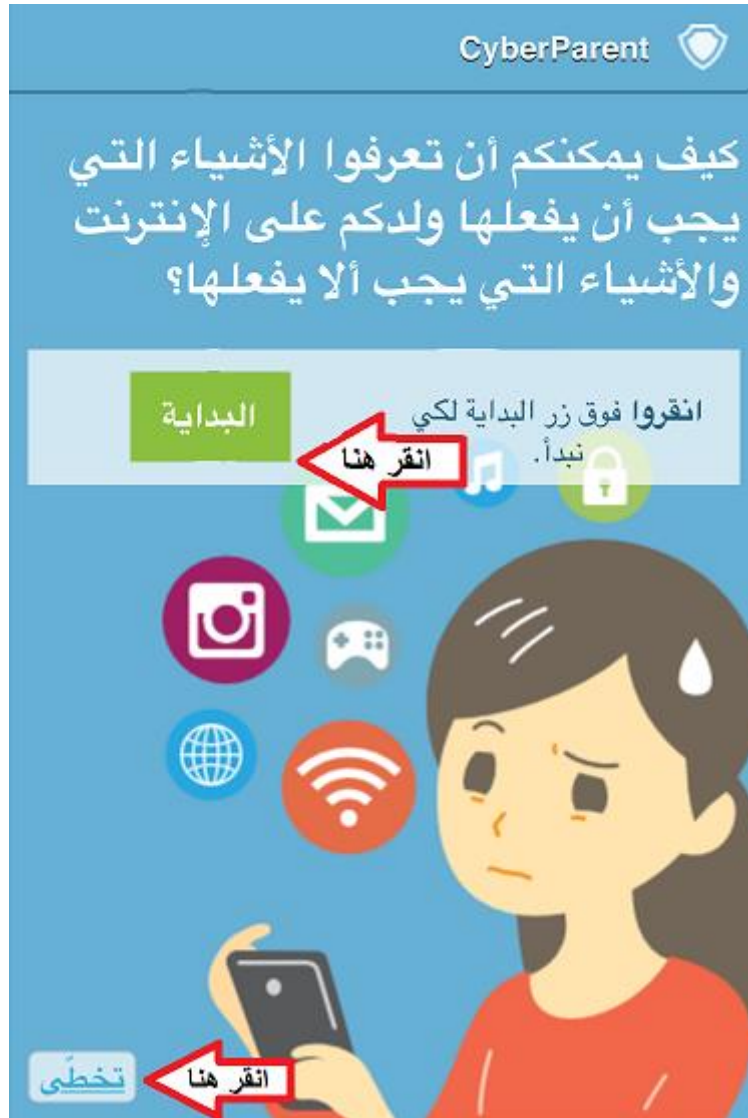 CyberParent
كيف يمكنكم أن تعرفوا الأشياء التي
يجب أن يفعلها ولدكم على الإنترنت
والأشياء التي يجب ألا يفعلها؟
انقروا فوق زر البداية لكي
نبدأ.
البداية
انقر هنا
انقر هنا
تخطّى